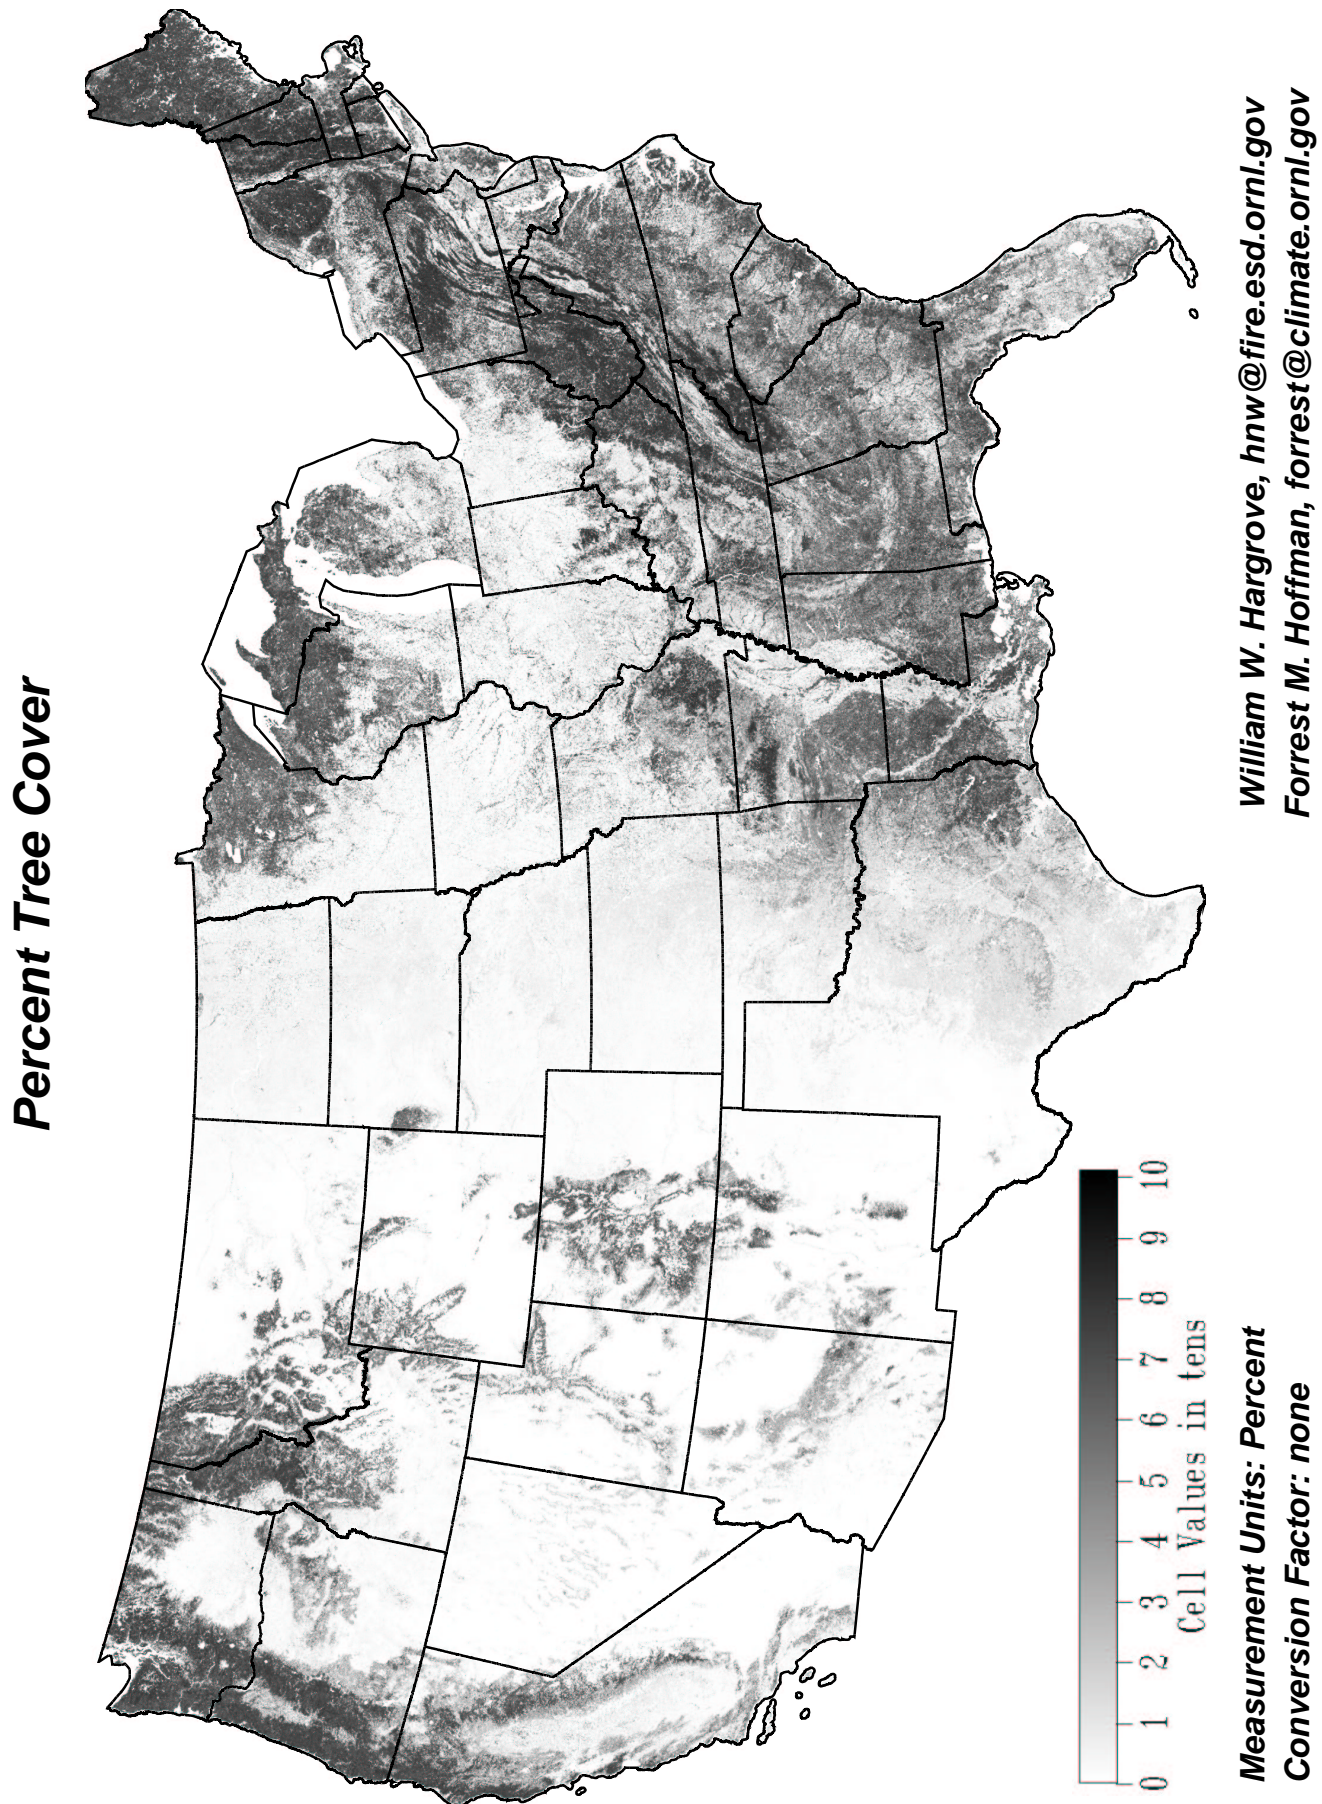 Percent Tree Cover
0 1 2 3 4 5 6 7 8 9 10
Cell Values in tens
Measurement Units: Percent
Conversion Factor: none
William W. Hargrove, hnw@fire.esd.ornl.gov
Forrest M. Hoffman, forrest@climate.ornl.gov